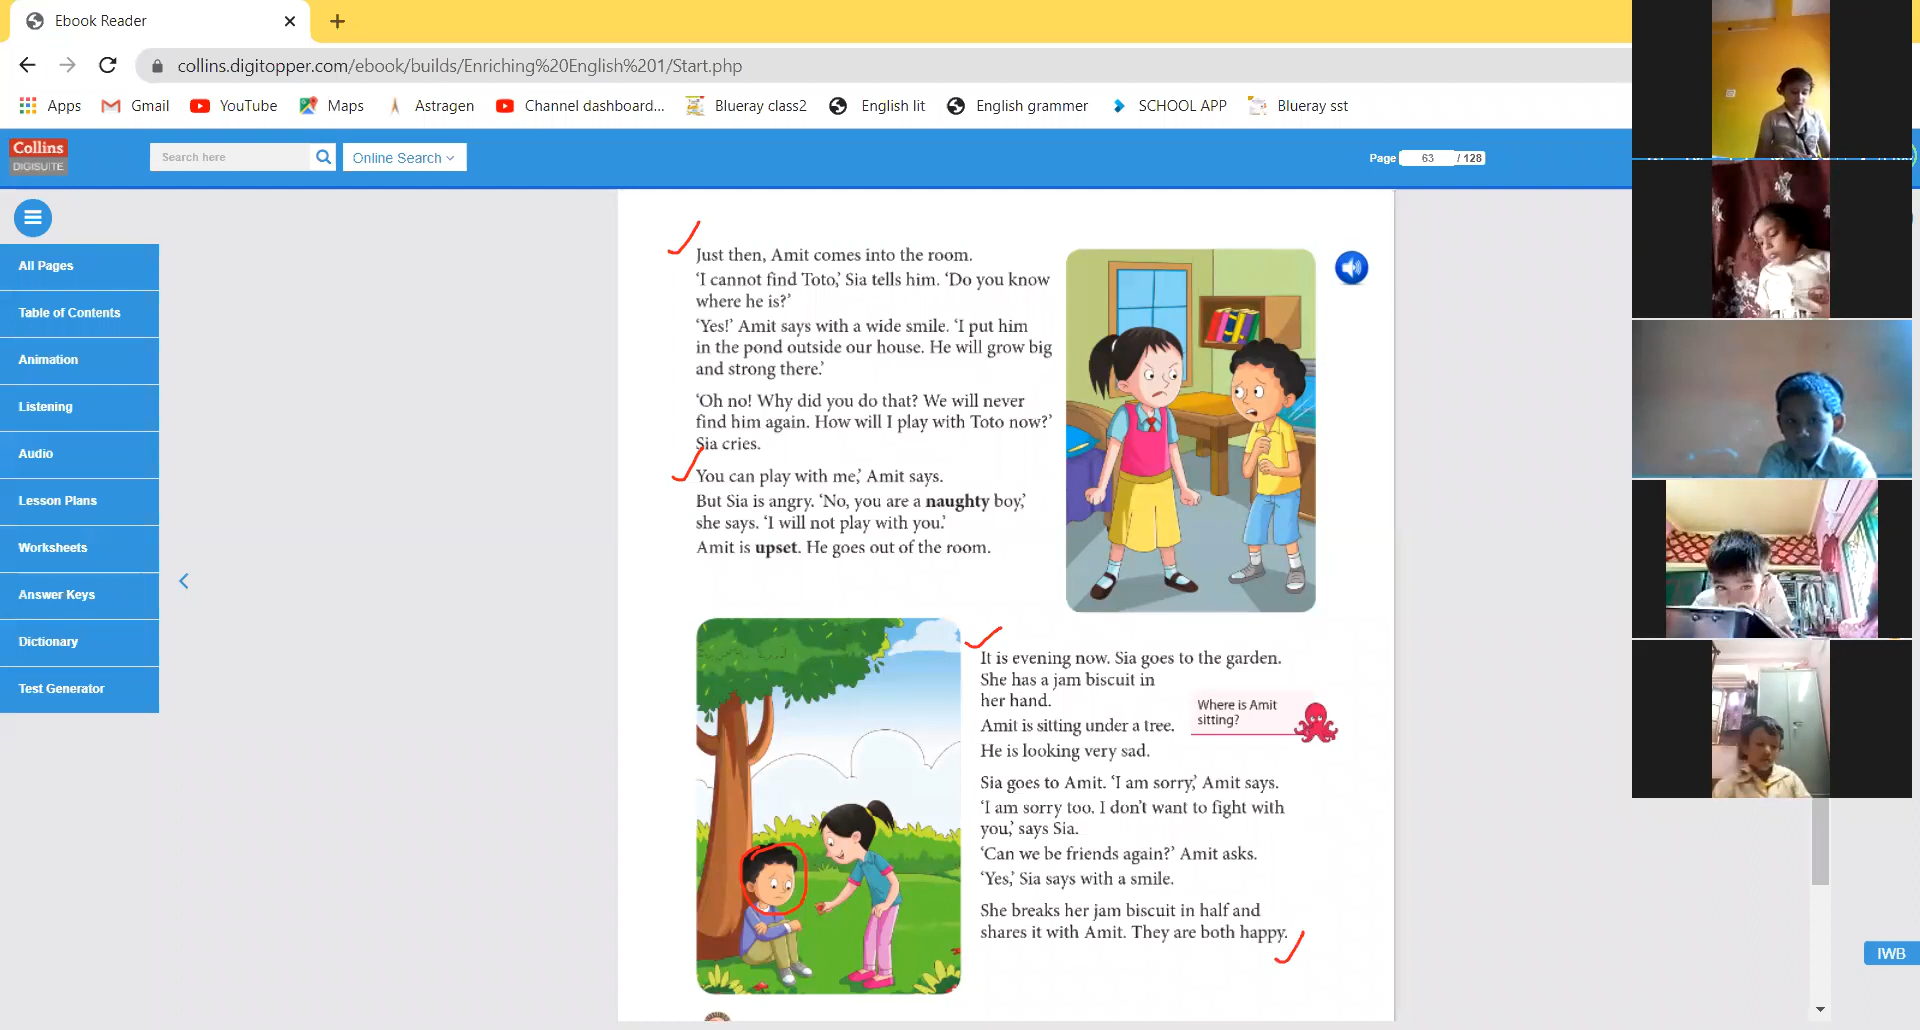 Ebook Reader
collins.digitopper.com/ebook/builds/Enriching%20English%201/Start.php
Apps Gmail YouTube Maps Astragen Channel dashboard... Blueray class2 English lit English grammer SCHOOL APP Blueray sst
Collins
DIGISUITE
Search here
Online Search
Page 63 / 128
All Pages
Table of Contents
Animation
Listening
Audio
Lesson Plans
Worksheets
Answer Keys
Dictionary
Test Generator
Just then, Amit comes into the room.
‘I cannot find Toto,’ Sia tells him. ‘Do you know
where he is?’
‘Yes!’ Amit says with a wide smile. ‘I put him
in the pond outside our house. He will grow big
and strong there.’
‘Oh no! Why did you do that? We will never
find him again. How will I play with Toto now?’
Sia cries.
You can play with me,’ Amit says.
But Sia is angry. ‘No, you are a naughty boy,’
she says. ‘I will not play with you.’
Amit is upset. He goes out of the room.
It is evening now. Sia goes to the garden.
She has a jam biscuit in
her hand.
Amit is sitting under a tree.
He is looking very sad.
Where is Amit
sitting?
Sia goes to Amit. ‘I am sorry,’ Amit says.
‘I am sorry too. I don’t want to fight with
you,’ says Sia.
‘Can we be friends again?’ Amit asks.
‘Yes,’ Sia says with a smile.
She breaks her jam biscuit in half and
shares it with Amit. They are both happy.
IWB